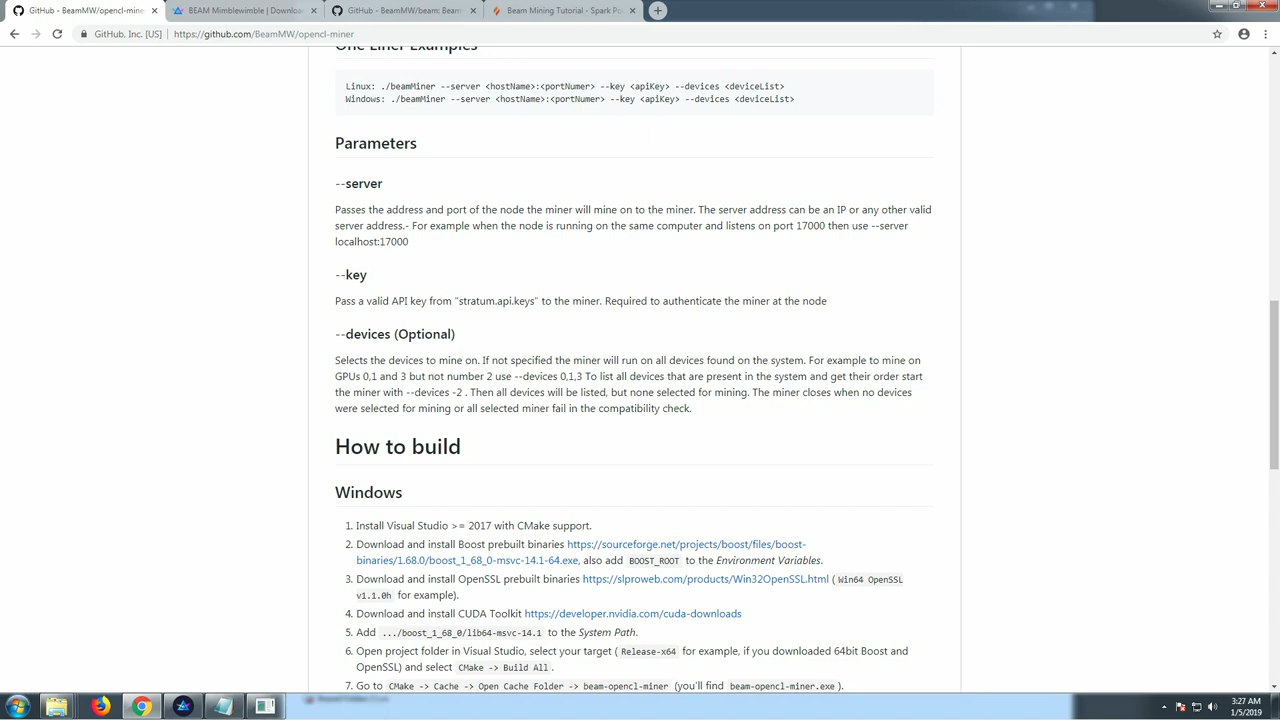 GitHub - BeamMW/opencl-mine
BEAM Mimblewimble | Downloa
GitHub - BeamMW/beam: Beam
Beam Mining Tutorial - Spark Po
GitHub, Inc. [US] | https://github.com/BeamMW/opencl-miner
One Liner Examples
Linux: ./beamMiner --server <hostName>:<portNumer> --key <apiKey> --devices <deviceList>
Windows: ./beamMiner --server <hostName>:<portNumer> --key <apiKey> --devices <deviceList>
Parameters
--server
Passes the address and port of the node the miner will mine on to the miner. The server address can be an IP or any other valid
server address.- For example when the node is running on the same computer and listens on port 17000 then use --server
localhost:17000
--key
Pass a valid API key from "stratum.api.keys" to the miner. Required to authenticate the miner at the node
--devices (Optional)
Selects the devices to mine on. If not specified the miner will run on all devices found on the system. For example to mine on
GPUs 0,1 and 3 but not number 2 use --devices 0,1,3 To list all devices that are present in the system and get their order start
the miner with --devices -2 . Then all devices will be listed, but none selected for mining. The miner closes when no devices
were selected for mining or all selected miner fail in the compatibility check.
How to build
Windows
1. Install Visual Studio >= 2017 with CMake support.
2. Download and install Boost prebuilt binaries https://sourceforge.net/projects/boost/files/boost-
binaries/1.68.0/boost_1_68_0-msvc-14.1-64.exe, also add BOOST_ROOT to the Environment Variables.
3. Download and install OpenSSL prebuilt binaries https://slproweb.com/products/Win32OpenSSL.html ( Win64 OpenSSL
v1.1.0h for example).
4. Download and install CUDA Toolkit https://developer.nvidia.com/cuda-downloads
5. Add .../boost_1_68_0/lib64-msvc-14.1 to the System Path.
6. Open project folder in Visual Studio, select your target ( Release-x64 for example, if you downloaded 64bit Boost and
OpenSSL) and select CMake -> Build All .
7. Go to CMake -> Cache -> Open Cache Folder -> beam-opencl-miner (you'll find beam-opencl-miner.exe ).
3:27 AM
1/5/2019